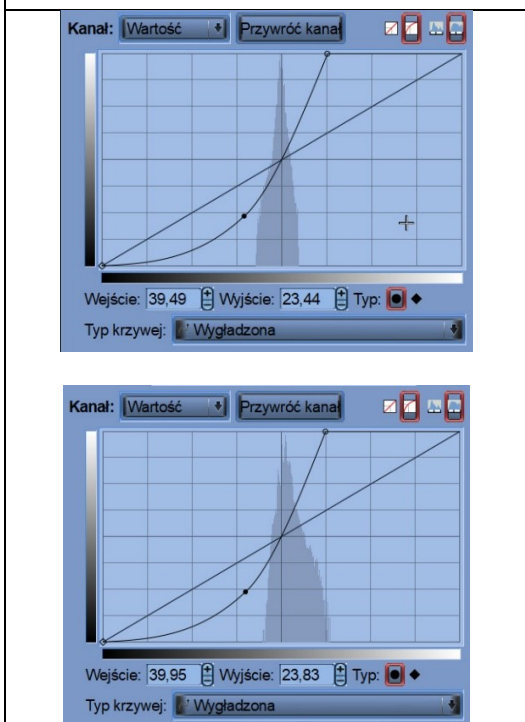 Kanał: Wartość Przywróć kanał
Wejście: 39,49 Wyjście: 23,44 Typ:
Typ krzywej: Wygładzona
Kanał: Wartość Przywróć kanał
Wejście: 39,95 Wyjście: 23,83 Typ:
Typ krzywej: Wygładzona